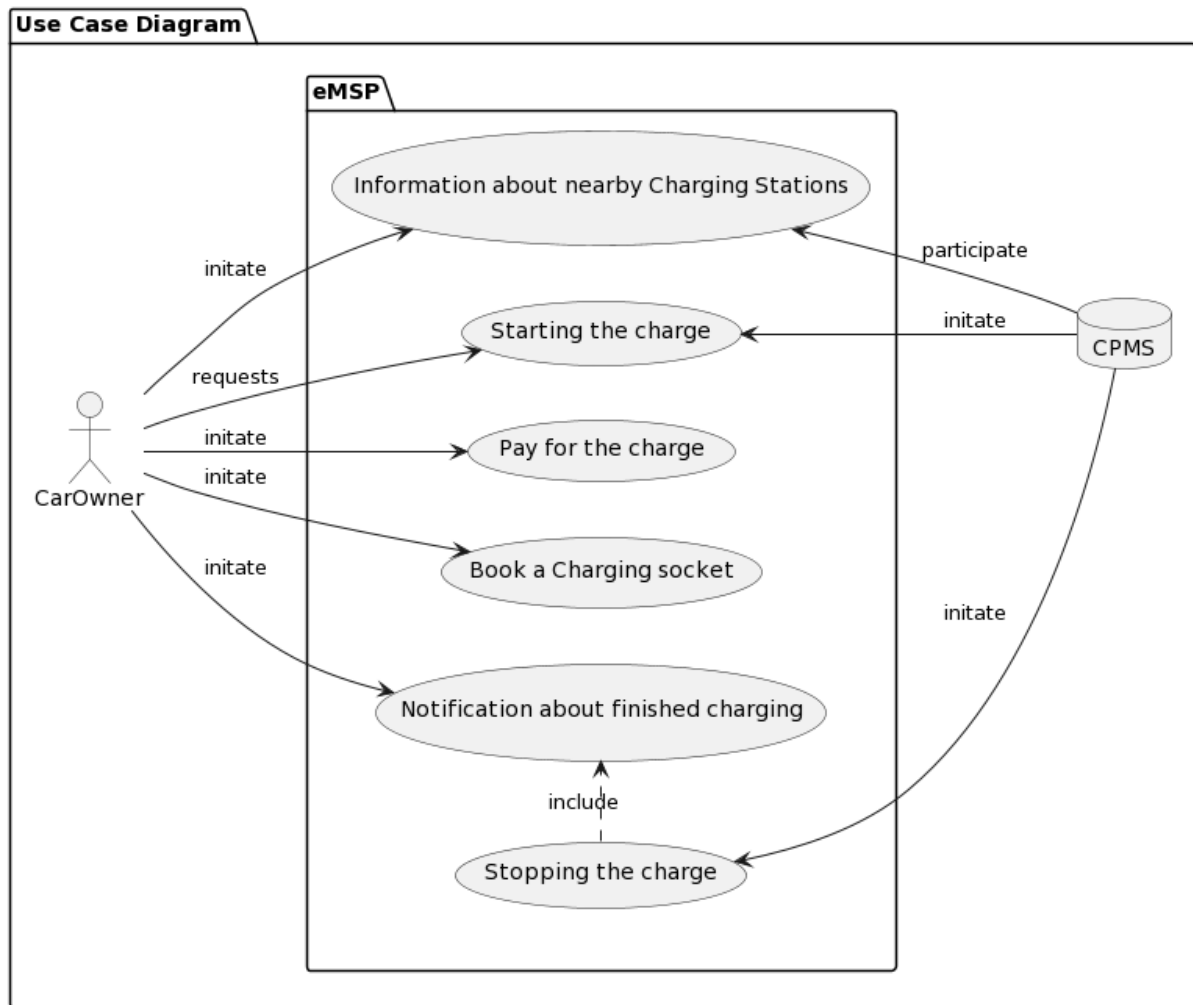 Use Case Diagram
eMSP
Information about nearby Charging Stations
participate
initate
initate
CPMS
Starting the charge
requests
initate
Pay for the charge
initate
CarOwner
Book a Charging socket
initate
initate
Notification about finished charging
include
Stopping the charge